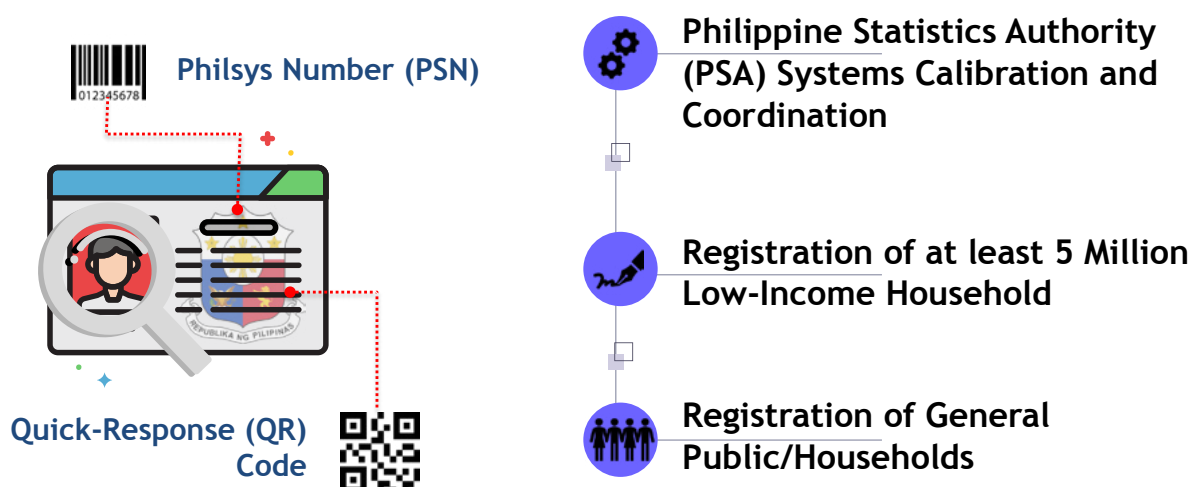 Philsys Number (PSN)
012345678
REPUBLIKA NG PILIPINAS
Quick-Response (QR)
Code
Philippine Statistics Authority
(PSA) Systems Calibration and
Coordination
Registration of at least 5 Million
Low-Income Household
Registration of General
Public/Households